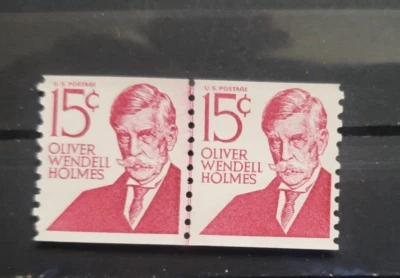 U.S. POSTAGE
15¢
OLIVER
WENDELL
HOLMES
U.S. POSTAGE
15¢
OLIVER
WENDELL
HOLMES